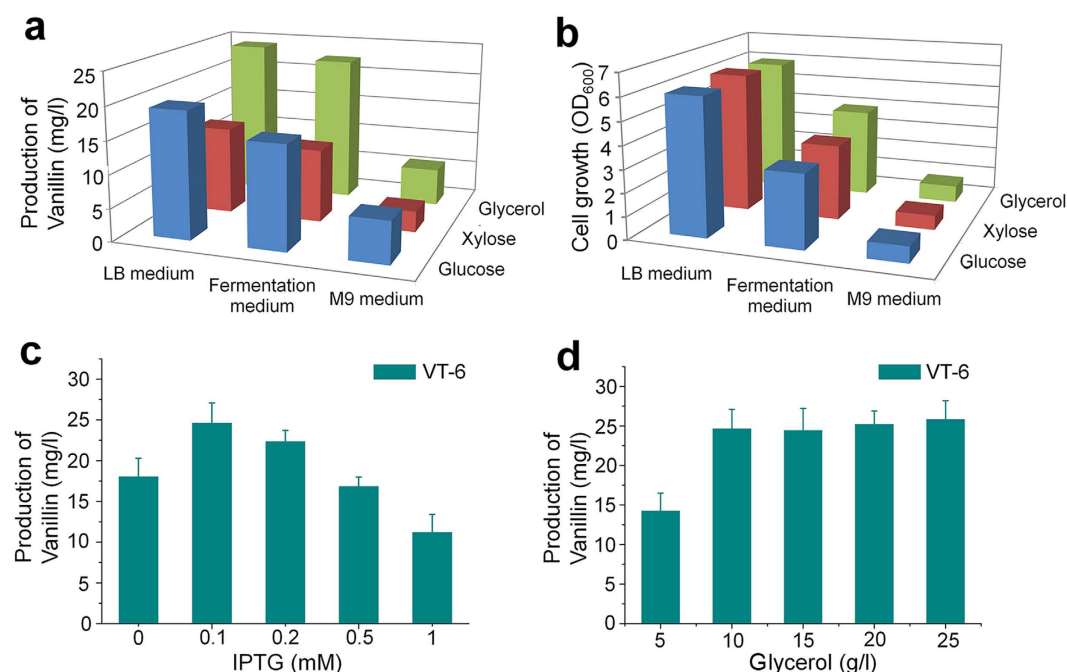 a
Production of
Vanillin (mg/l)
25
20
15
10
5
0
LB medium
Fermentation
medium
M9 medium
Glucose
Xylose
Glycerol
b
Cell growth (OD600)
7
6
5
4
3
2
1
0
LB medium
Fermentation
medium
M9 medium
Glucose
Xylose
Glycerol
c
VT-6
Production of
Vanillin (mg/l)
30
25
20
15
10
5
0
0 0.1 0.2 0.5 1
IPTG (mM)
d
VT-6
Production of
Vanillin (mg/l)
30
25
20
15
10
5
0
5 10 15 20 25
Glycerol (g/l)